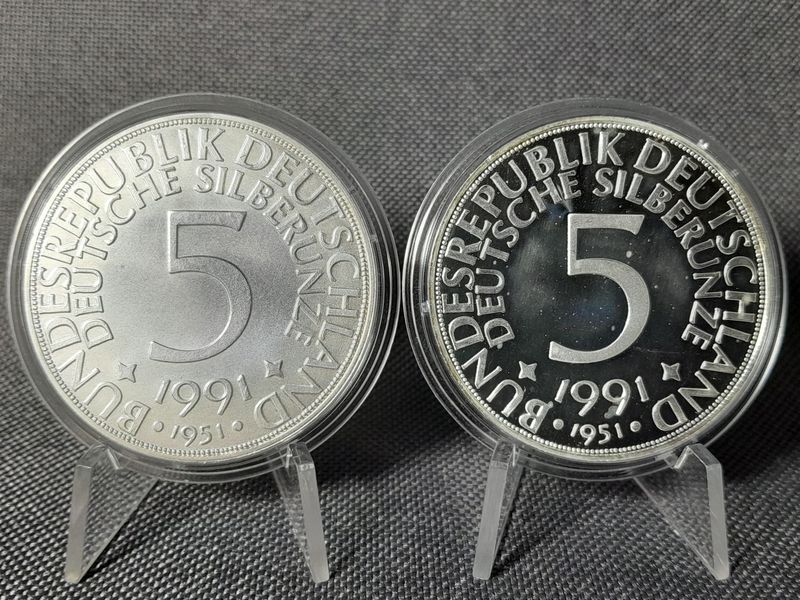 BUNDESREPUBLIK DEUTSCHLAND
DEUTSCHE SILBERUNZE
5
1991
· 1951 ·
BUNDESREPUBLIK DEUTSCHLAND
DEUTSCHE SILBERUNZE
5
1991
· 1951 ·